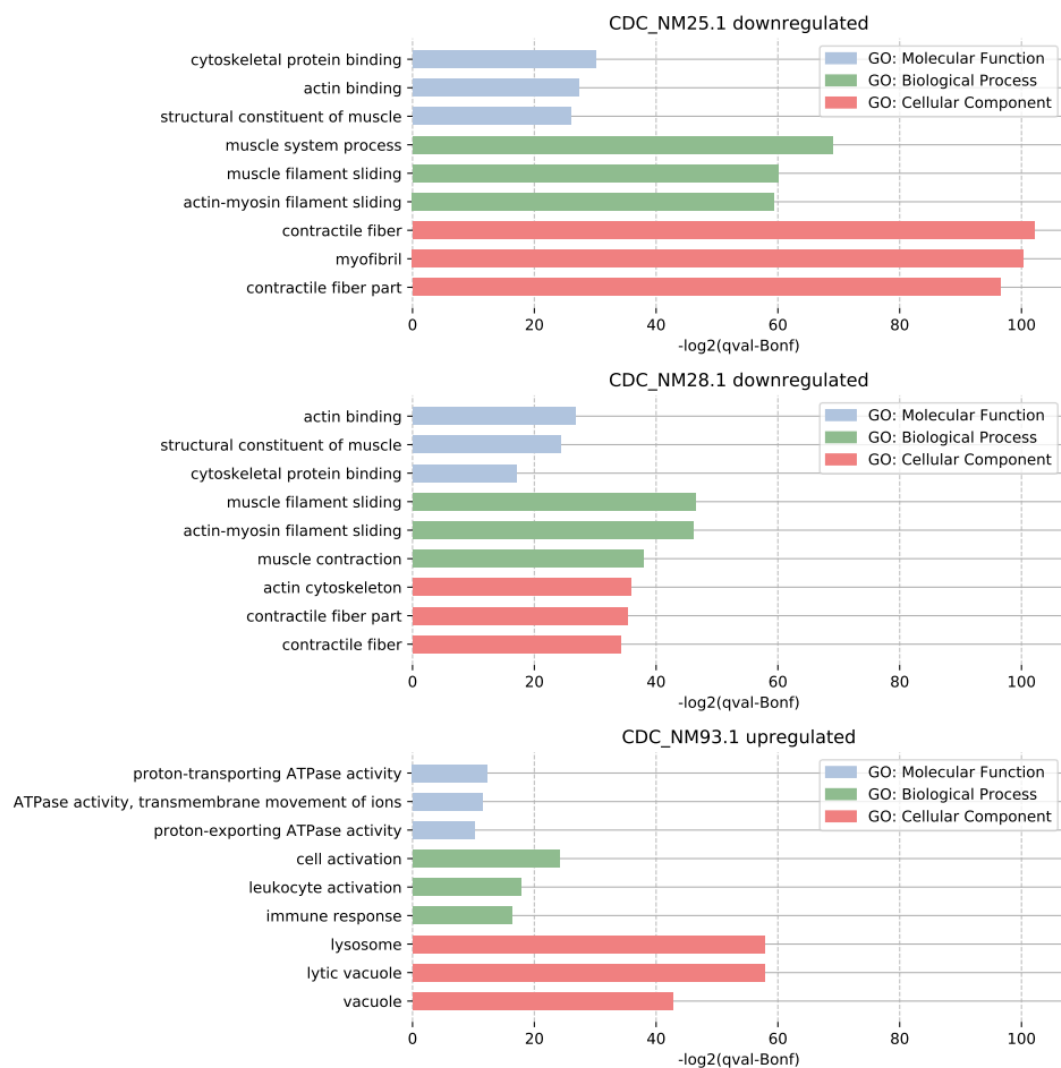 CDC_NM25.1 downregulated
cytoskeletal protein binding
actin binding
structural constituent of muscle
muscle system process
muscle filament sliding
actin-myosin filament sliding
contractile fiber
myofibril
contractile fiber part
GO: Molecular Function
GO: Biological Process
GO: Cellular Component
0 20 40 60 80 100
-log2(qval-Bonf)
CDC_NM28.1 downregulated
actin binding
structural constituent of muscle
cytoskeletal protein binding
muscle filament sliding
actin-myosin filament sliding
muscle contraction
actin cytoskeleton
contractile fiber part
contractile fiber
GO: Molecular Function
GO: Biological Process
GO: Cellular Component
0 20 40 60 80 100
-log2(qval-Bonf)
CDC_NM93.1 upregulated
proton-transporting ATPase activity
ATPase activity, transmembrane movement of ions
proton-exporting ATPase activity
cell activation
leukocyte activation
immune response
lysosome
lytic vacuole
vacuole
GO: Molecular Function
GO: Biological Process
GO: Cellular Component
0 20 40 60 80 100
-log2(qval-Bonf)